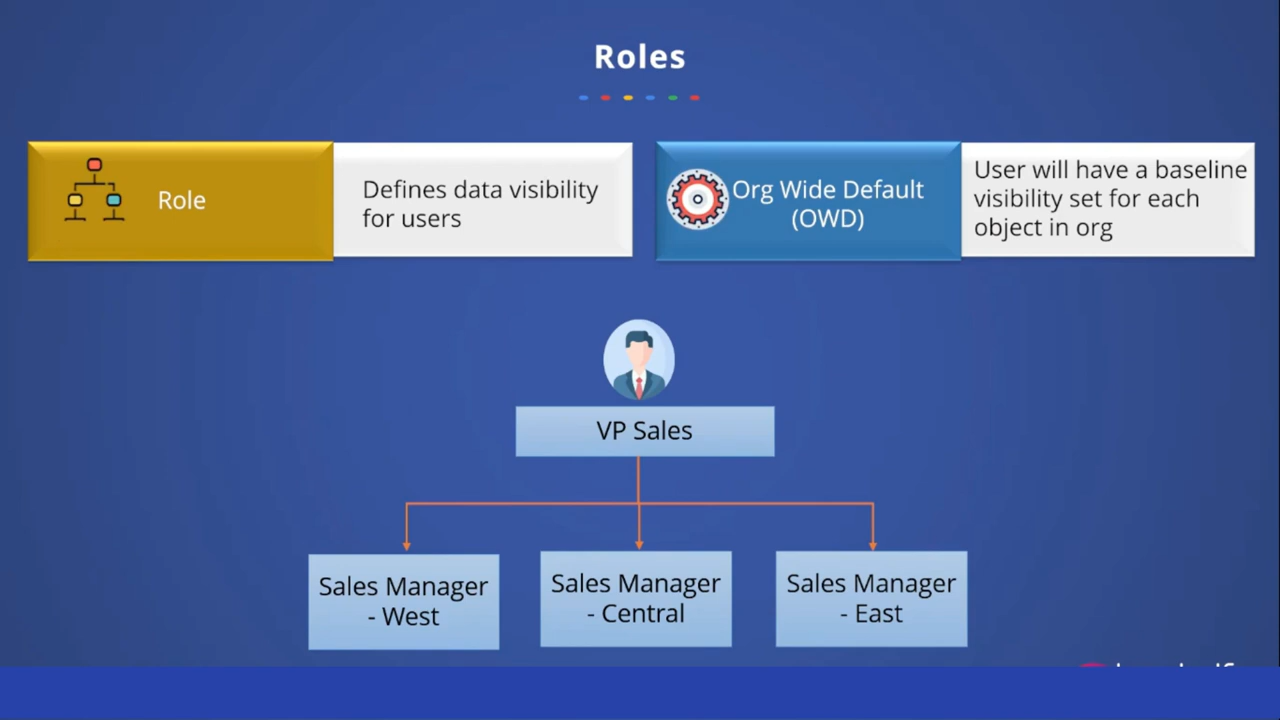 Roles
Role
Defines data visibility
for users
Org Wide Default
(OWD)
User will have a baseline
visibility set for each
object in org
VP Sales
Sales Manager
- West
Sales Manager
- Central
Sales Manager
- East